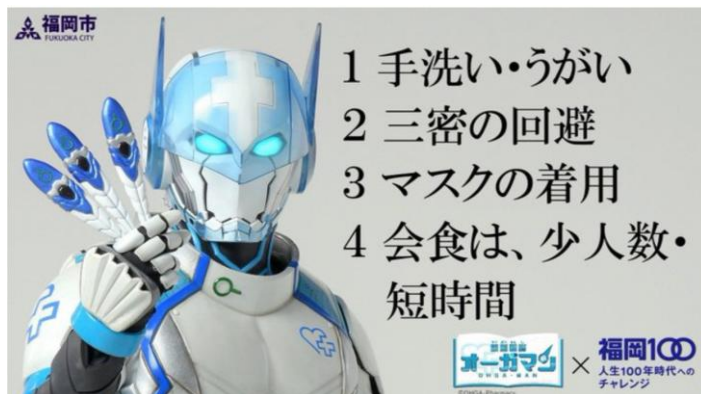 福岡市
FUKUOKA CITY
1 手洗い・うがい
2 三密の回避
3 マスクの着用
4 会食は、少人数・
短時間
オーガマン
OHGA-MAN
×
福岡100
人生100年時代への
チャレンジ